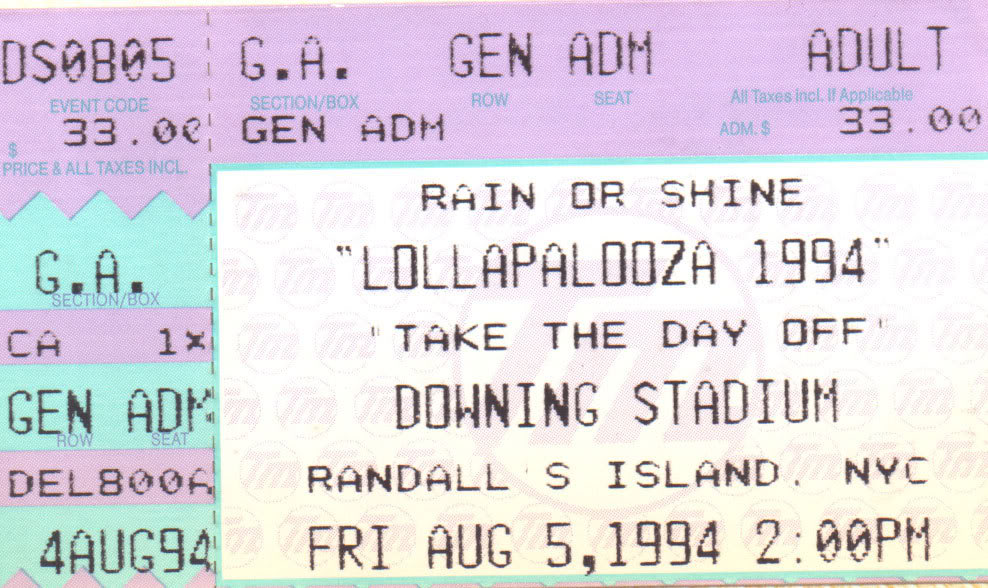 DS0805
EVENT CODE
$ 33.00
PRICE & ALL TAXES INCL.
G.A.
SECTION/BOX
CA 1×
GEN ADM
ROW SEAT
DEL800A
4AUG94
G.A. GEN ADM ADULT
SECTION/BOX ROW SEAT All Taxes incl. If Applicable
GEN ADM ADM. $ 33.00
RAIN OR SHINE
"LOLLAPALOOZA 1994"
"TAKE THE DAY OFF"
DOWNING STADIUM
RANDALL'S ISLAND. NYC
FRI AUG 5,1994 2:00PM